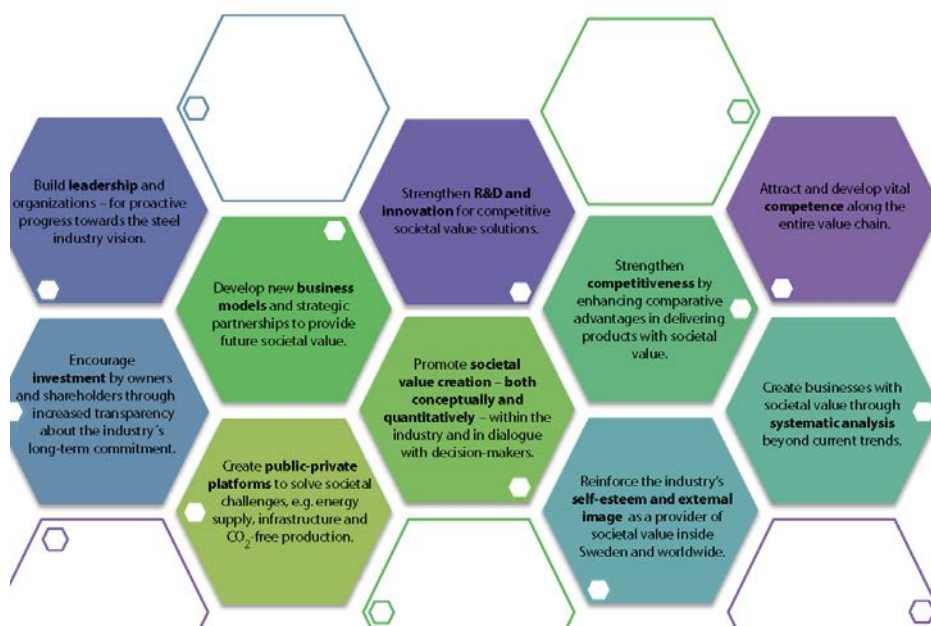 Build leadership and
organizations – for proactive
progress towards the steel
industry vision.
Strengthen R&D and
innovation for competitive
societal value solutions.
Attract and develop vital
competence along the
entire value chain.
Develop new business
models and strategic
partnerships to provide
future societal value.
Strengthen
competitiveness by
enhancing comparative
advantages in delivering
products with societal
value.
Encourage
investment by owners
and shareholders through
increased transparency
about the industry´s
long-term commitment.
Promote societal
value creation – both
conceptually and
quantitatively – within the
industry and in dialogue
with decision-makers.
Create businesses with
societal value through
systematic analysis
beyond current trends.
Create public-private
platforms to solve societal
challenges, e.g. energy
supply, infrastructure and
CO₂-free production.
Reinforce the industry’s
self-esteem and external
image as a provider of
societal value inside
Sweden and worldwide.